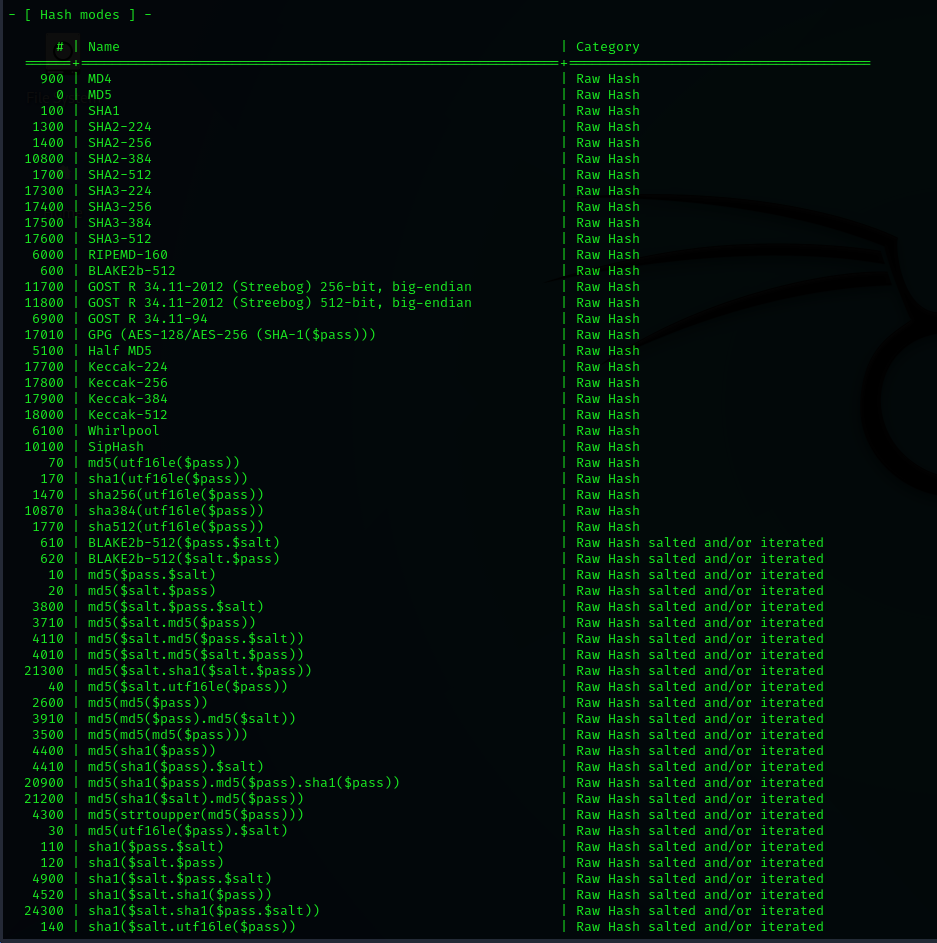 - [ Hash modes ] -
# | Name | Category
======+=====================================================+======================================
900 | MD4 | Raw Hash
0 | MD5 | Raw Hash
100 | SHA1 | Raw Hash
1300 | SHA2-224 | Raw Hash
1400 | SHA2-256 | Raw Hash
10800 | SHA2-384 | Raw Hash
1700 | SHA2-512 | Raw Hash
17300 | SHA3-224 | Raw Hash
17400 | SHA3-256 | Raw Hash
17500 | SHA3-384 | Raw Hash
17600 | SHA3-512 | Raw Hash
6000 | RIPEMD-160 | Raw Hash
600 | BLAKE2b-512 | Raw Hash
11700 | GOST R 34.11-2012 (Streebog) 256-bit, big-endian | Raw Hash
11800 | GOST R 34.11-2012 (Streebog) 512-bit, big-endian | Raw Hash
6900 | GOST R 34.11-94 | Raw Hash
17010 | GPG (AES-128/AES-256 (SHA-1($pass))) | Raw Hash
5100 | Half MD5 | Raw Hash
17700 | Keccak-224 | Raw Hash
17800 | Keccak-256 | Raw Hash
17900 | Keccak-384 | Raw Hash
18000 | Keccak-512 | Raw Hash
6100 | Whirlpool | Raw Hash
10100 | SipHash | Raw Hash
70 | md5(utf16le($pass)) | Raw Hash
170 | sha1(utf16le($pass)) | Raw Hash
1470 | sha256(utf16le($pass)) | Raw Hash
10870 | sha384(utf16le($pass)) | Raw Hash
1770 | sha512(utf16le($pass)) | Raw Hash
610 | BLAKE2b-512($pass.$salt) | Raw Hash salted and/or iterated
620 | BLAKE2b-512($salt.$pass) | Raw Hash salted and/or iterated
10 | md5($pass.$salt) | Raw Hash salted and/or iterated
20 | md5($salt.$pass) | Raw Hash salted and/or iterated
3800 | md5($salt.$pass.$salt) | Raw Hash salted and/or iterated
3710 | md5($salt.md5($pass)) | Raw Hash salted and/or iterated
4110 | md5($salt.md5($pass.$salt)) | Raw Hash salted and/or iterated
4010 | md5($salt.md5($salt.$pass)) | Raw Hash salted and/or iterated
21300 | md5($salt.sha1($salt.$pass)) | Raw Hash salted and/or iterated
40 | md5($salt.utf16le($pass)) | Raw Hash salted and/or iterated
2600 | md5(md5($pass)) | Raw Hash salted and/or iterated
3910 | md5(md5($pass).md5($salt)) | Raw Hash salted and/or iterated
3500 | md5(md5(md5($pass))) | Raw Hash salted and/or iterated
4400 | md5(sha1($pass)) | Raw Hash salted and/or iterated
4410 | md5(sha1($pass).$salt) | Raw Hash salted and/or iterated
20900 | md5(sha1($pass).md5($pass).sha1($pass)) | Raw Hash salted and/or iterated
21200 | md5(sha1($salt).md5($pass)) | Raw Hash salted and/or iterated
4300 | md5(strtoupper(md5($pass))) | Raw Hash salted and/or iterated
30 | md5(utf16le($pass).$salt) | Raw Hash salted and/or iterated
110 | sha1($pass.$salt) | Raw Hash salted and/or iterated
120 | sha1($salt.$pass) | Raw Hash salted and/or iterated
4900 | sha1($salt.$pass.$salt) | Raw Hash salted and/or iterated
4520 | sha1($salt.sha1($pass)) | Raw Hash salted and/or iterated
24300 | sha1($salt.sha1($pass.$salt)) | Raw Hash salted and/or iterated
140 | sha1($salt.utf16le($pass)) | Raw Hash salted and/or iterated